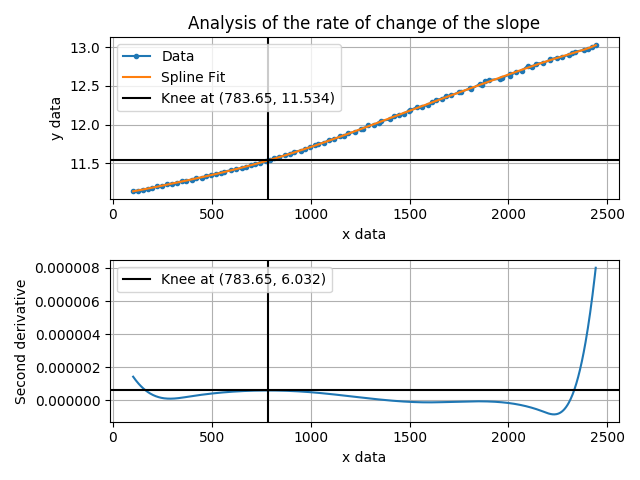 Analysis of the rate of change of the slope
13.0
12.5
12.0
11.5
y data
Data
Spline Fit
Knee at (783.65, 11.534)
0
500
1000
1500
2000
2500
x data
0.000008
0.000006
0.000004
0.000002
0.000000
Second derivative
Knee at (783.65, 6.032)
0
500
1000
1500
2000
2500
x data